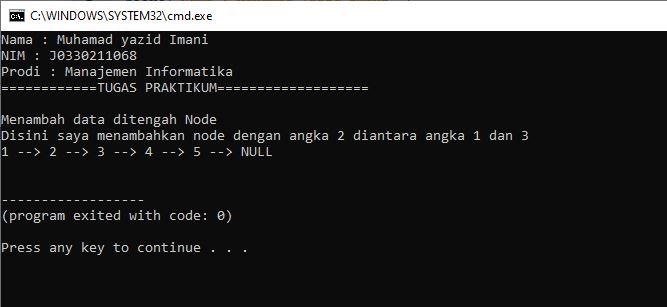 C:\WINDOWS\SYSTEM32\cmd.exe
Nama : Muhamad yazid Imani
NIM : J0330211068
Prodi : Manajemen Informatika
============TUGAS PRAKTIKUM===================
Menambah data ditengah Node
Disini saya menambahkan node dengan angka 2 diantara angka 1 dan 3
1 --> 2 --> 3 --> 4 --> 5 --> NULL
------------------
(program exited with code: 0)
Press any key to continue . . .